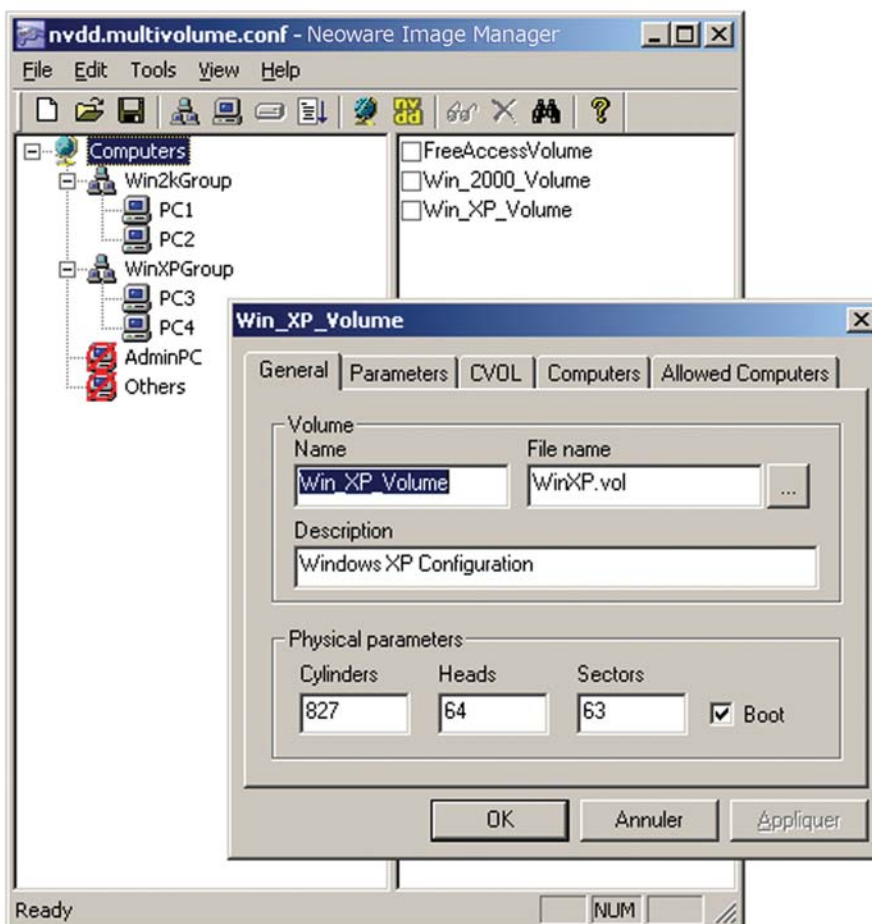 nvdd.multivolume.conf - Neoware Image Manager
File Edit Tools View Help
Computers
Win2kGroup
PC1
PC2
WinXPGroup
PC3
PC4
AdminPC
Others
FreeAccessVolume
Win_2000_Volume
Win_XP_Volume
Win_XP_Volume
General Parameters CVOL Computers Allowed Computers
Volume
Name File name
Win_XP_Volume WinXP.vol ...
Description
Windows XP Configuration
Physical parameters
Cylinders Heads Sectors
827 64 63 Boot
OK Annuler Appliquer
Ready NUM